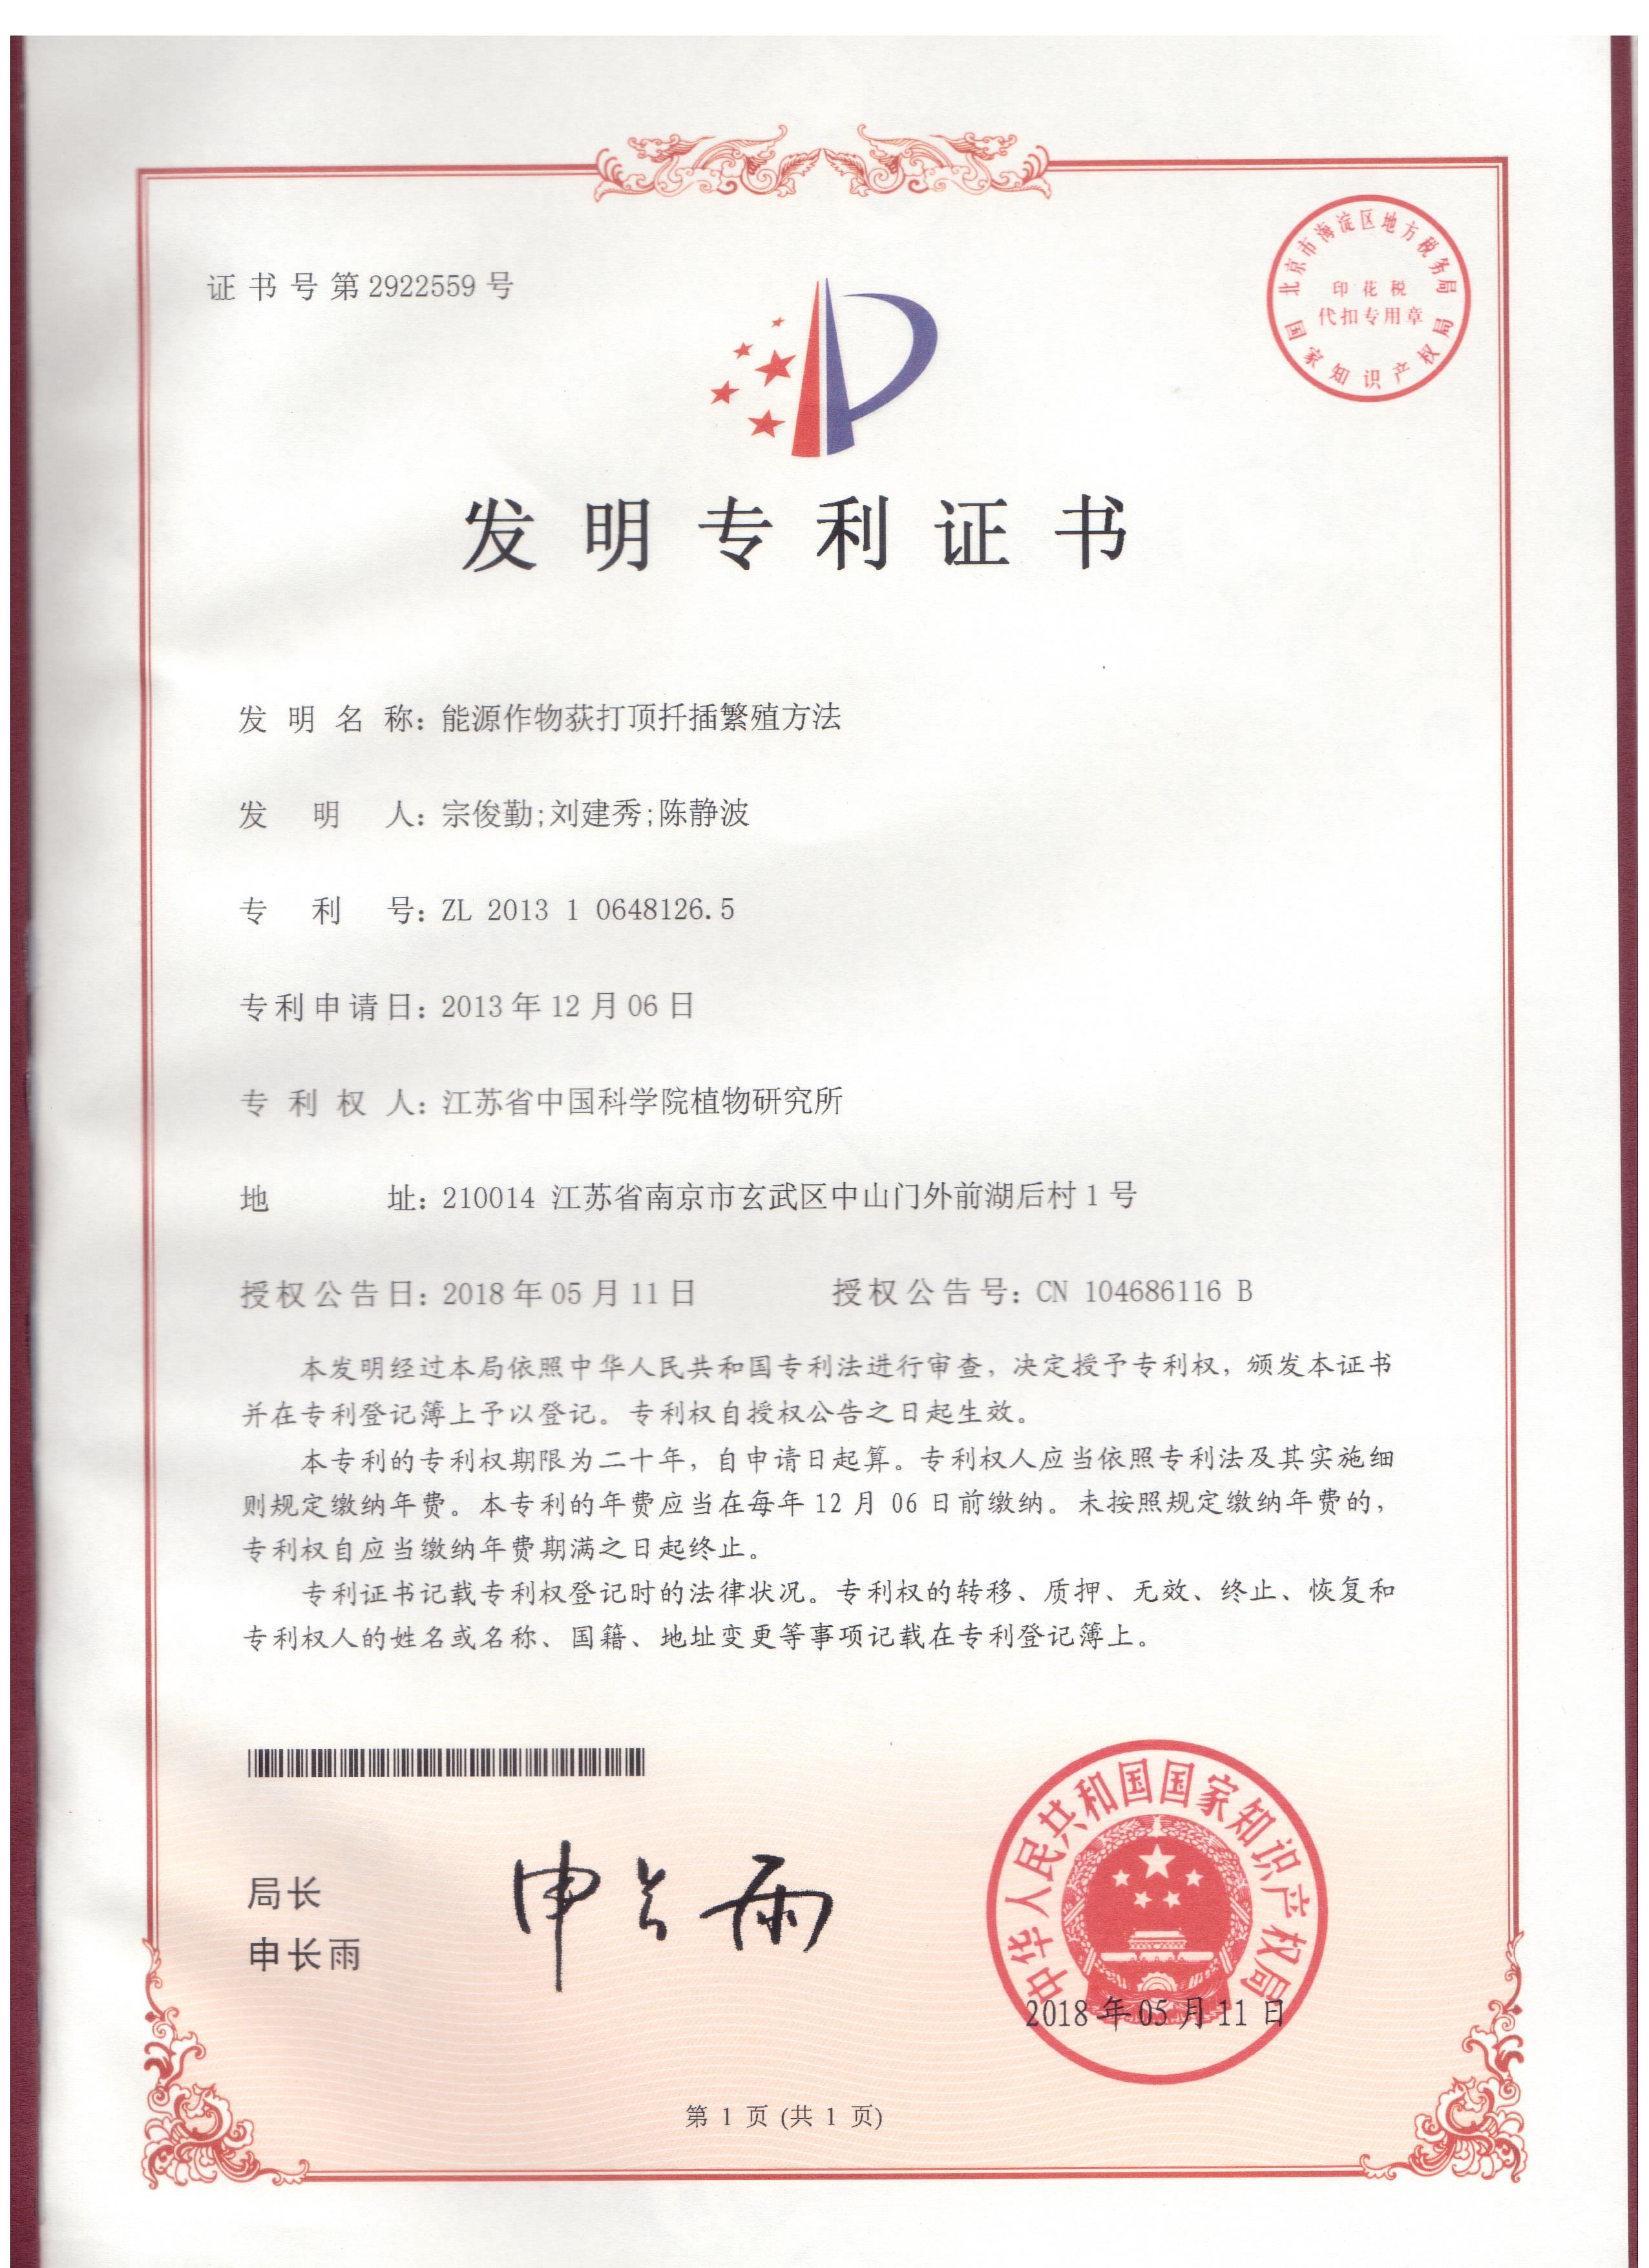 证书号第2922559号
北京市海淀区地方税务局
印花税
代扣专用章
国家知识产权局
发明专利证书
发明名称：能源作物荻打顶扦插繁殖方法
发明人：宗俊勤;刘建秀;陈静波
专利号：ZL 2013 1 0648126.5
专利申请日：2013年12月06日
专利权人：江苏省中国科学院植物研究所
地址：210014 江苏省南京市玄武区中山门外前湖后村1号
授权公告日：2018年05月11日 授权公告号：CN 104686116 B
本发明经过本局依照中华人民共和国专利法进行审查，决定授予专利权，颁发本证书
并在专利登记簿上予以登记。专利权自授权公告之日起生效。
本专利的专利权期限为二十年，自申请日起算。专利权人应当依照专利法及其实施细
则规定缴纳年费。本专利的年费应当在每年12月06日前缴纳。未按照规定缴纳年费的，
专利权自应当缴纳年费期满之日起终止。
专利证书记载专利权登记时的法律状况。专利权的转移、质押、无效、终止、恢复和
专利权人的姓名或名称、国籍、地址变更等事项记载在专利登记簿上。
局长
申长雨
申长雨
中华人民共和国国家知识产权局
2018年05月11日
第 1 页 (共 1 页)